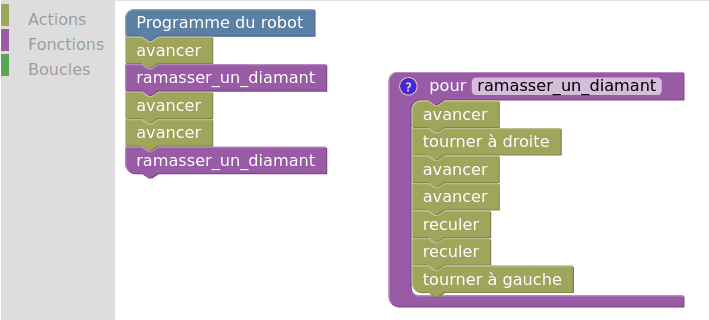 Actions
Fonctions
Boucles
Programme du robot
avancer
ramasser_un_diamant
avancer
avancer
ramasser_un_diamant
? pour ramasser_un_diamant
avancer
tourner à droite
avancer
avancer
reculer
reculer
tourner à gauche